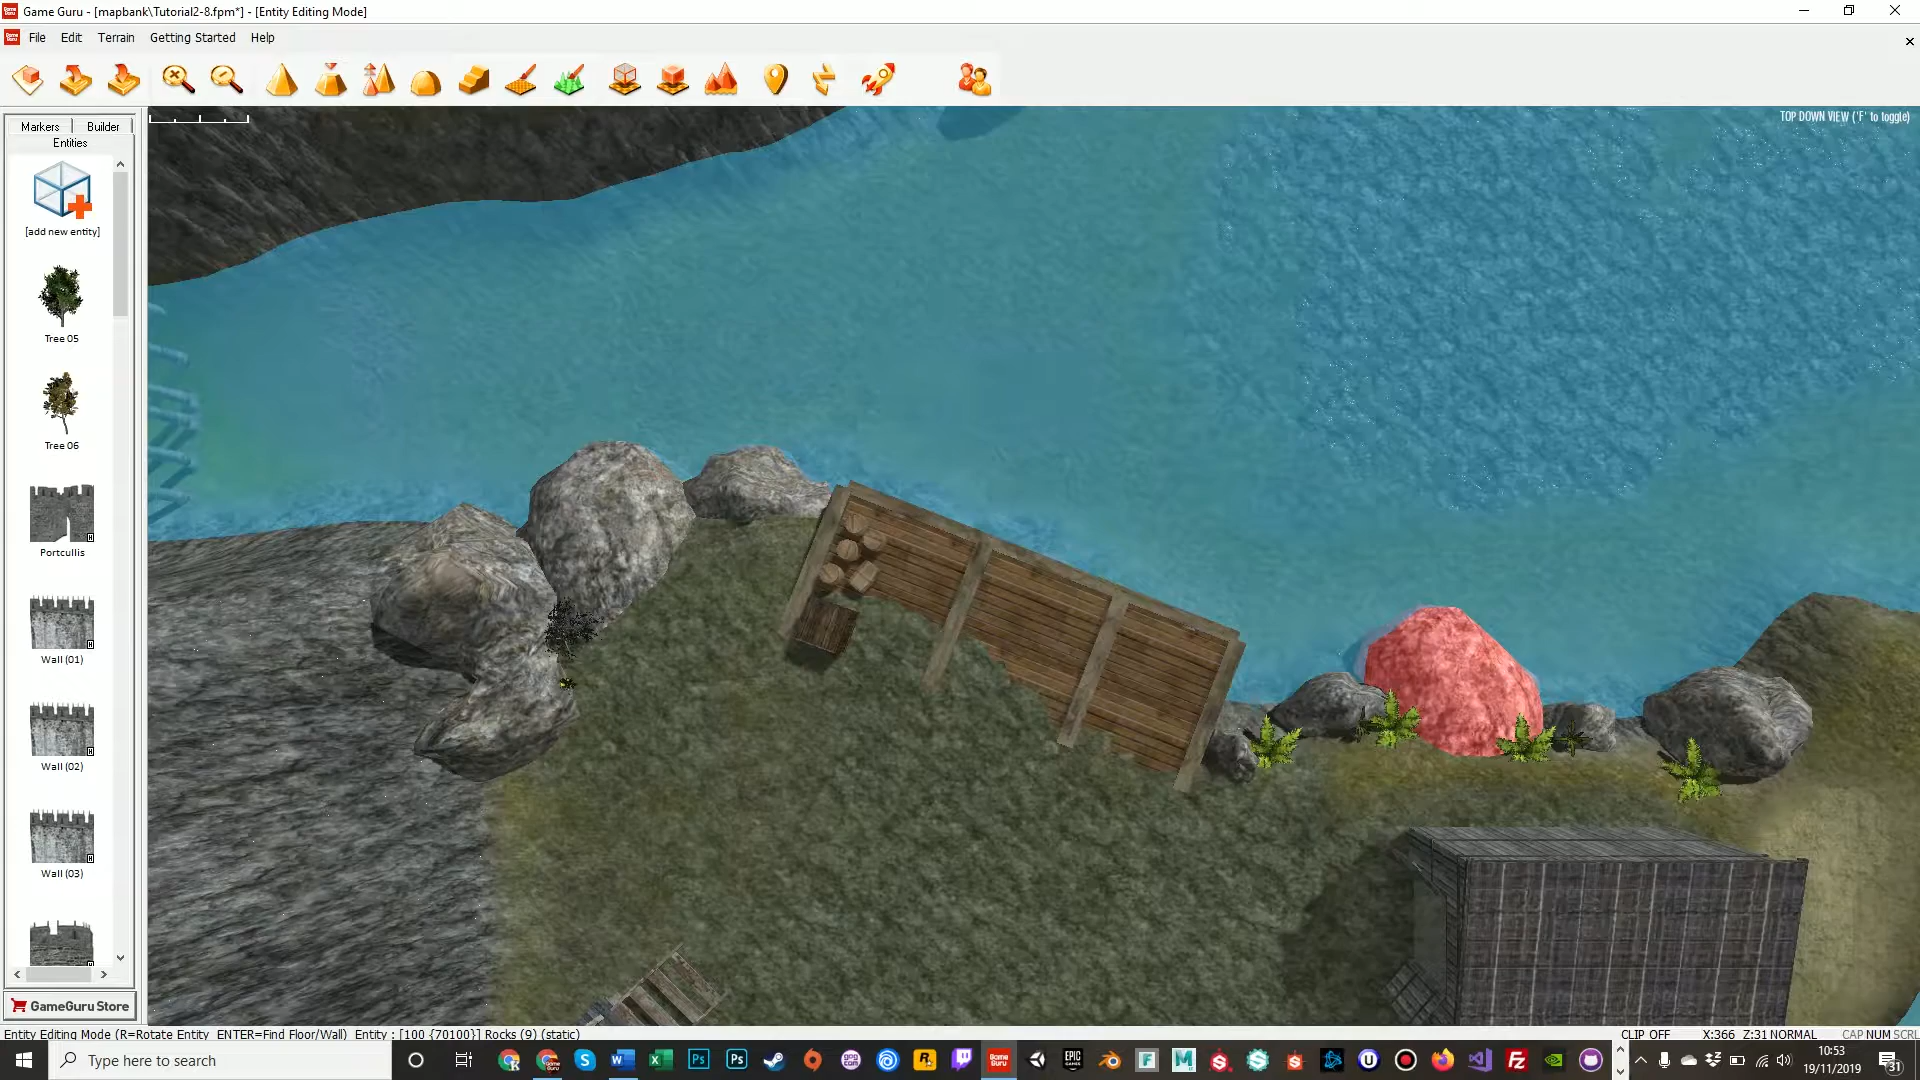 Game Guru - [mapbank\Tutorial2-8.fpm*] - [Entity Editing Mode]
File Edit Terrain Getting Started Help
Markers Builder
Entities
[add new entity]
Tree 05
Tree 06
Portcullis
Wall (01)
Wall (02)
Wall (03)
GameGuru Store
TOP DOWN VIEW ('F' to toggle)
Entity Editing Mode (R=Rotate Entity ENTER=Find Floor/Wall) Entity : [100 {70100}] Rocks (9) (static)
CLIP OFF X:366 Z:31 NORMAL CAP NUM SCRL
Type here to search
10:53
19/11/2019
31